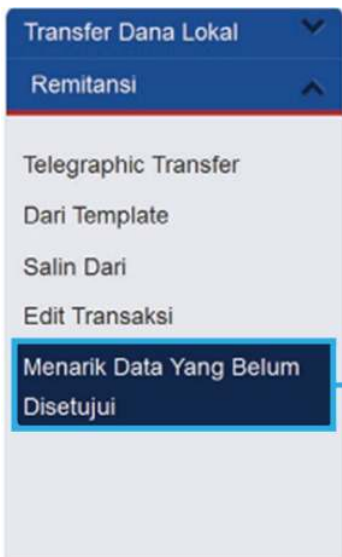 Transfer Dana Lokal
Remitansi
Telegraphic Transfer
Dari Template
Salin Dari
Edit Transaksi
Menarik Data Yang Belum
Disetujui